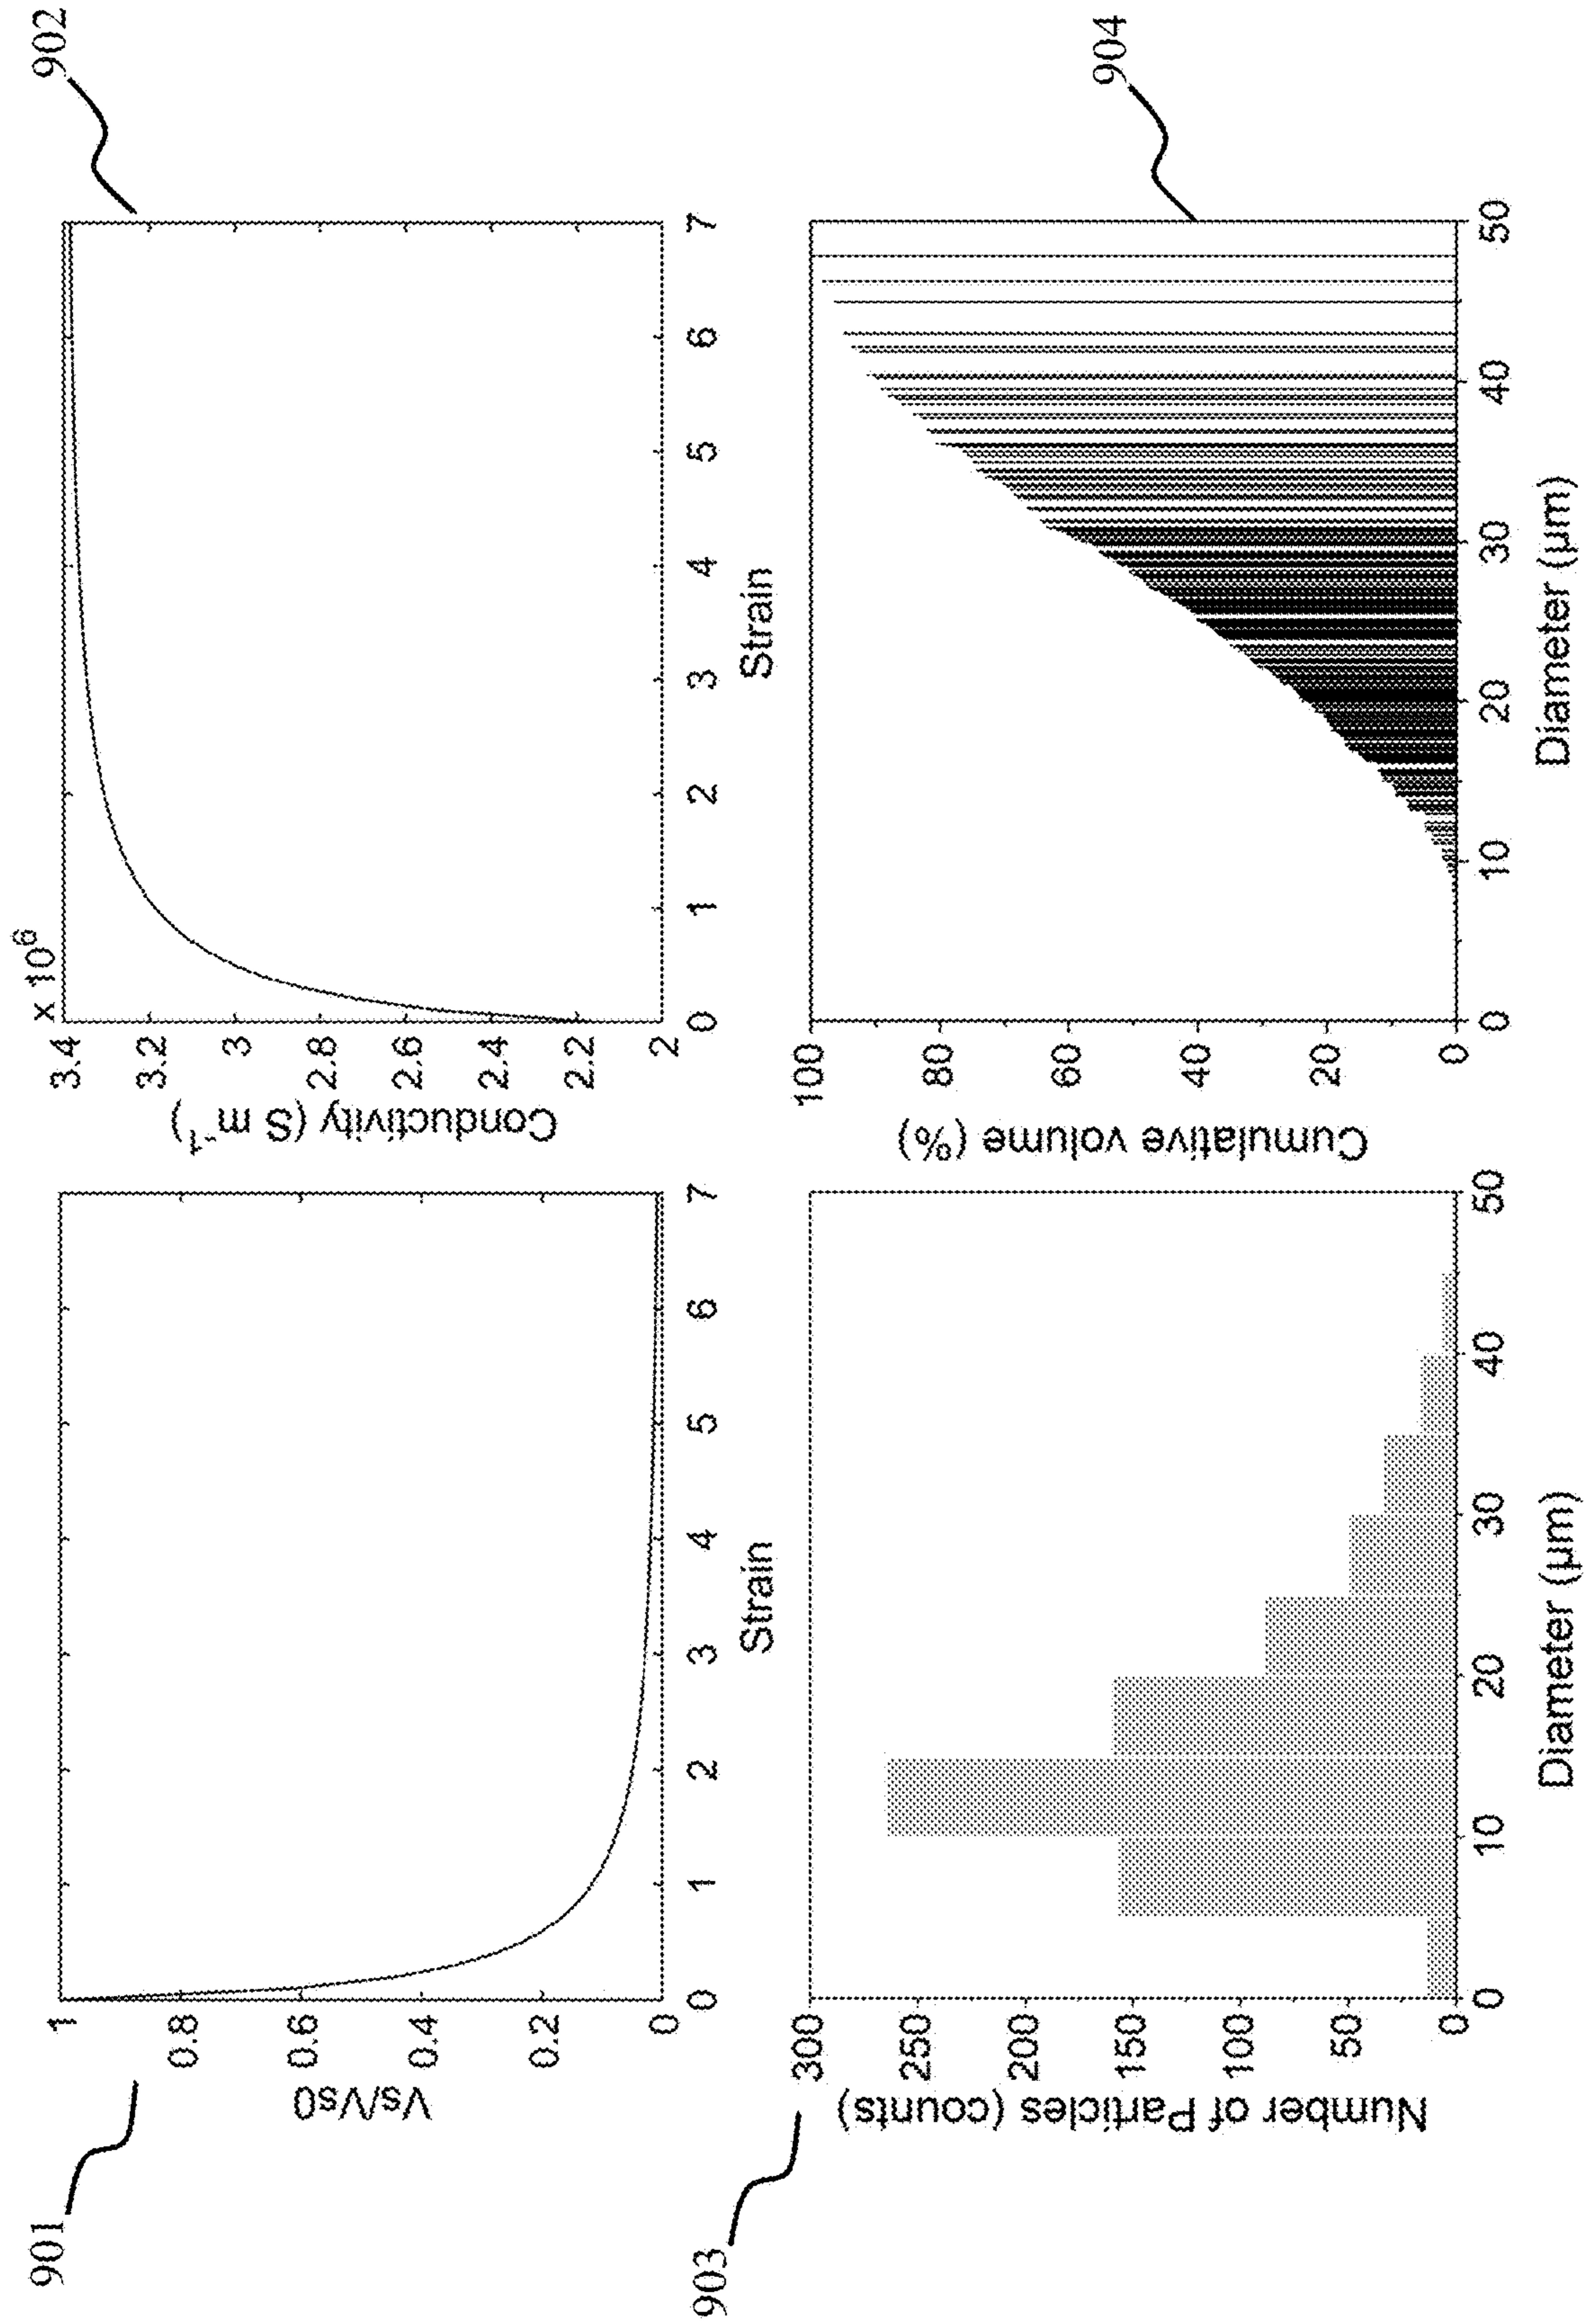 901
902
Vs/Vs0
1
0.8
0.6
0.4
0.2
0
0 1 2 3 4 5 6 7
Strain
x 10⁶
Conductivity (S m⁻¹)
3.4
3.2
3
2.8
2.6
2.4
2.2
2
0 1 2 3 4 5 6 7
Strain
903
904
Number of Particles (counts)
300
250
200
150
100
50
0
0 10 20 30 40 50
Diameter (µm)
Cumulative volume (%)
100
80
60
40
20
0
0 10 20 30 40 50
Diameter (µm)